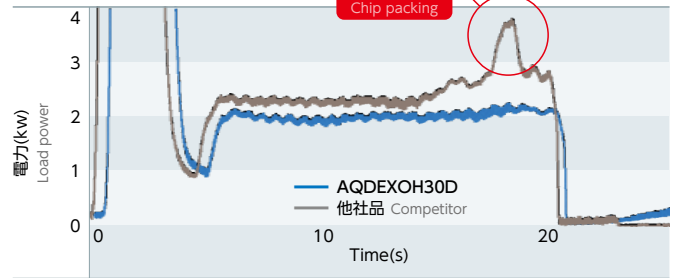 Chip packing
4
3
2
1
0
電力(kw)
Load power
AQDEXOH30D
他社品 Competitor
0 10 20
Time(s)